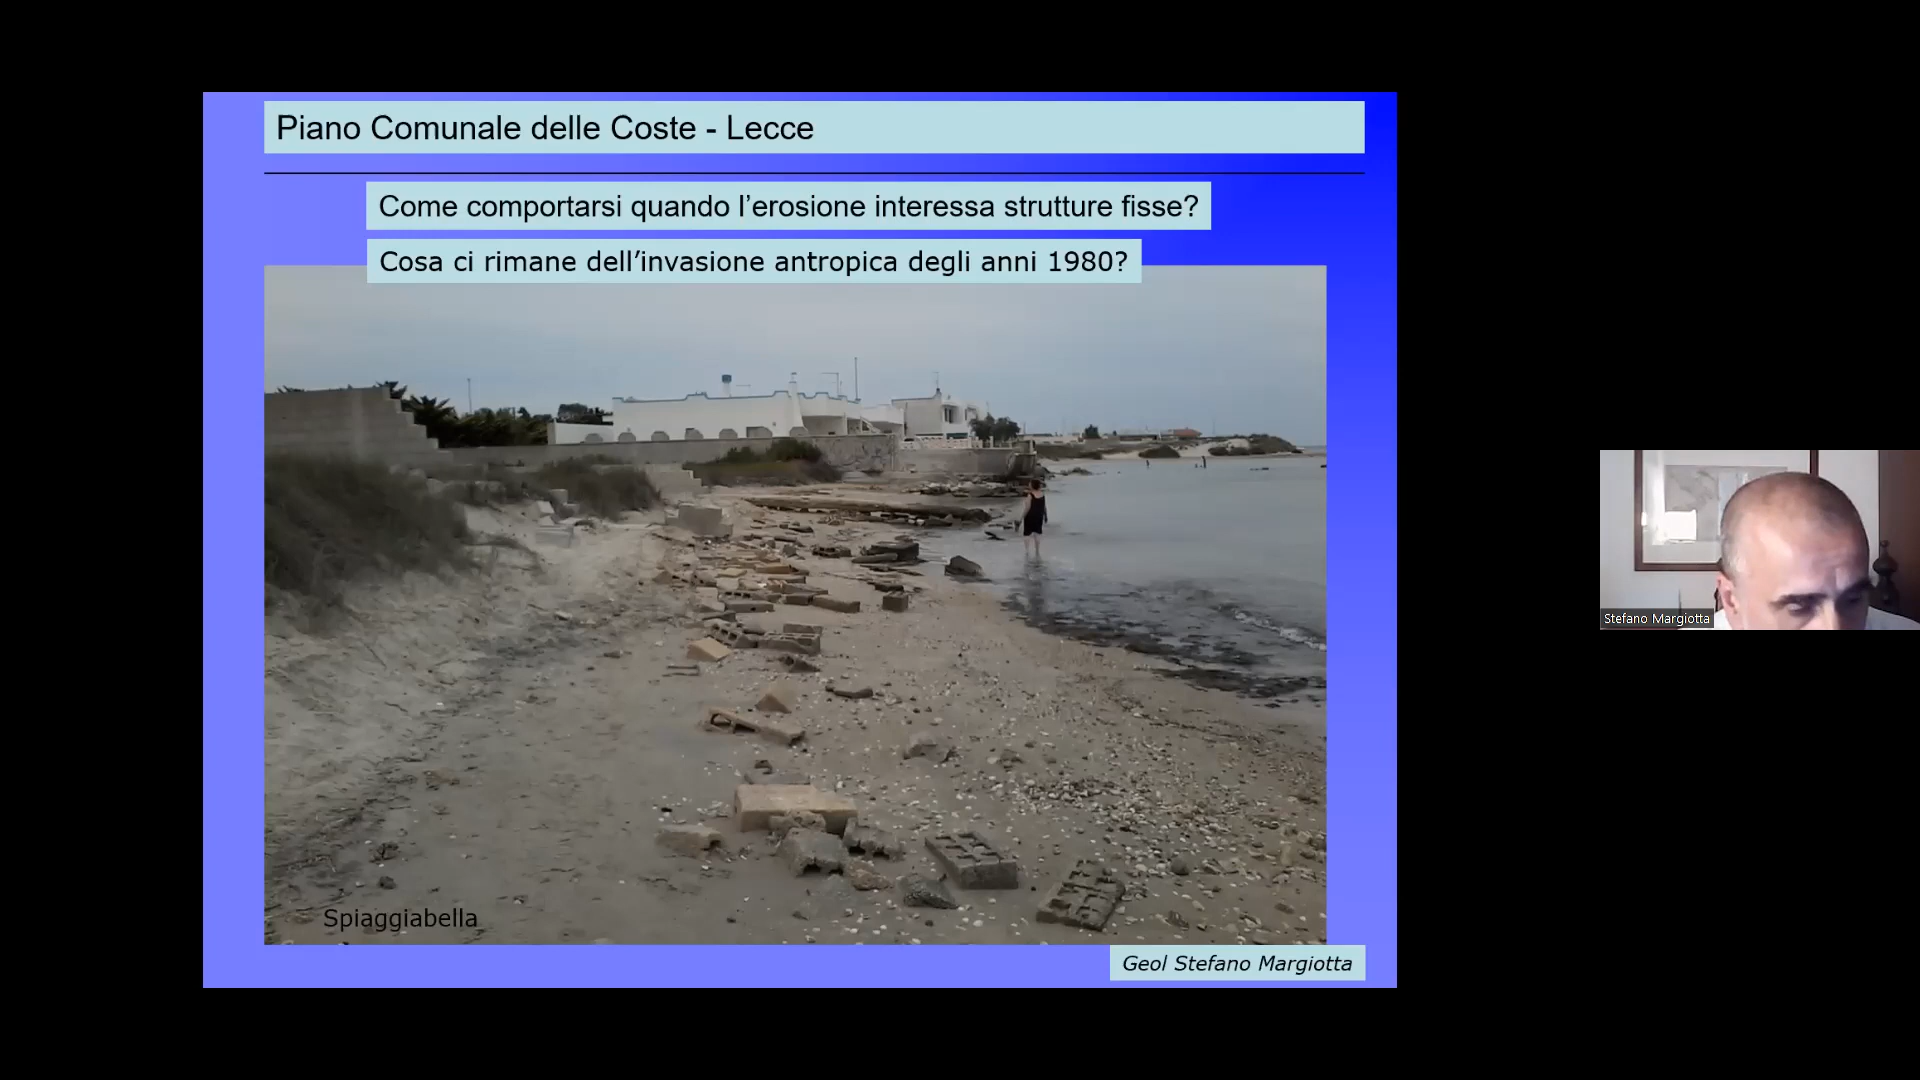 Piano Comunale delle Coste - Lecce
Come comportarsi quando l’erosione interessa strutture fisse?
Cosa ci rimane dell’invasione antropica degli anni 1980?
Spiaggiabella
Geol Stefano Margiotta
Stefano Margiotta